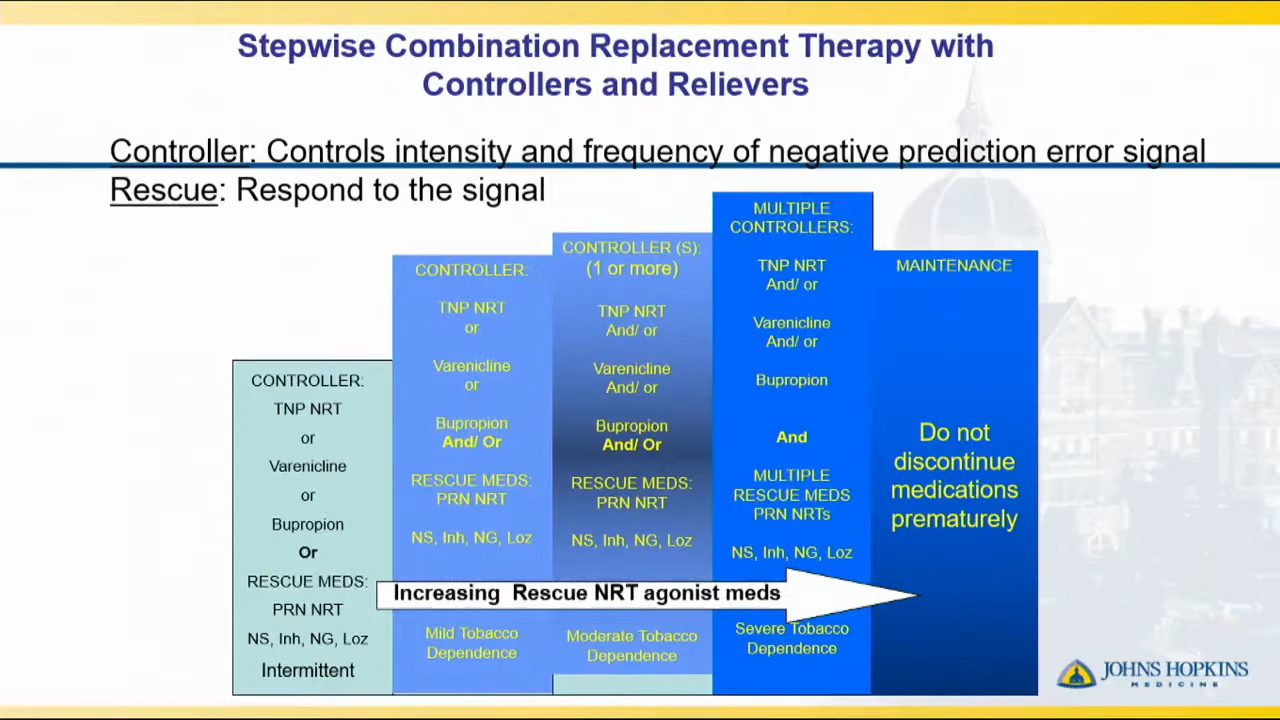 Stepwise Combination Replacement Therapy with
Controllers and Relievers
Controller: Controls intensity and frequency of negative prediction error signal
Rescue: Respond to the signal
CONTROLLER:
TNP NRT
or
Varenicline
or
Bupropion
Or
RESCUE MEDS:
PRN NRT
NS, Inh, NG, Loz
Intermittent
CONTROLLER:
TNP NRT
or
Varenicline
or
Bupropion
And/ Or
RESCUE MEDS:
PRN NRT
NS, Inh, NG, Loz
Mild Tobacco
Dependence
CONTROLLER (S):
(1 or more)
TNP NRT
And/ or
Varenicline
And/ or
Bupropion
And/ Or
RESCUE MEDS:
PRN NRT
NS, Inh, NG, Loz
Moderate Tobacco
Dependence
MULTIPLE
CONTROLLERS:
TNP NRT
And/ or
Varenicline
And/ or
Bupropion
And
MULTIPLE
RESCUE MEDS
PRN NRTs
NS, Inh, NG, Loz
Severe Tobacco
Dependence
MAINTENANCE
Do not
discontinue
medications
prematurely
Increasing Rescue NRT agonist meds
JOHNS HOPKINS
MEDICINE